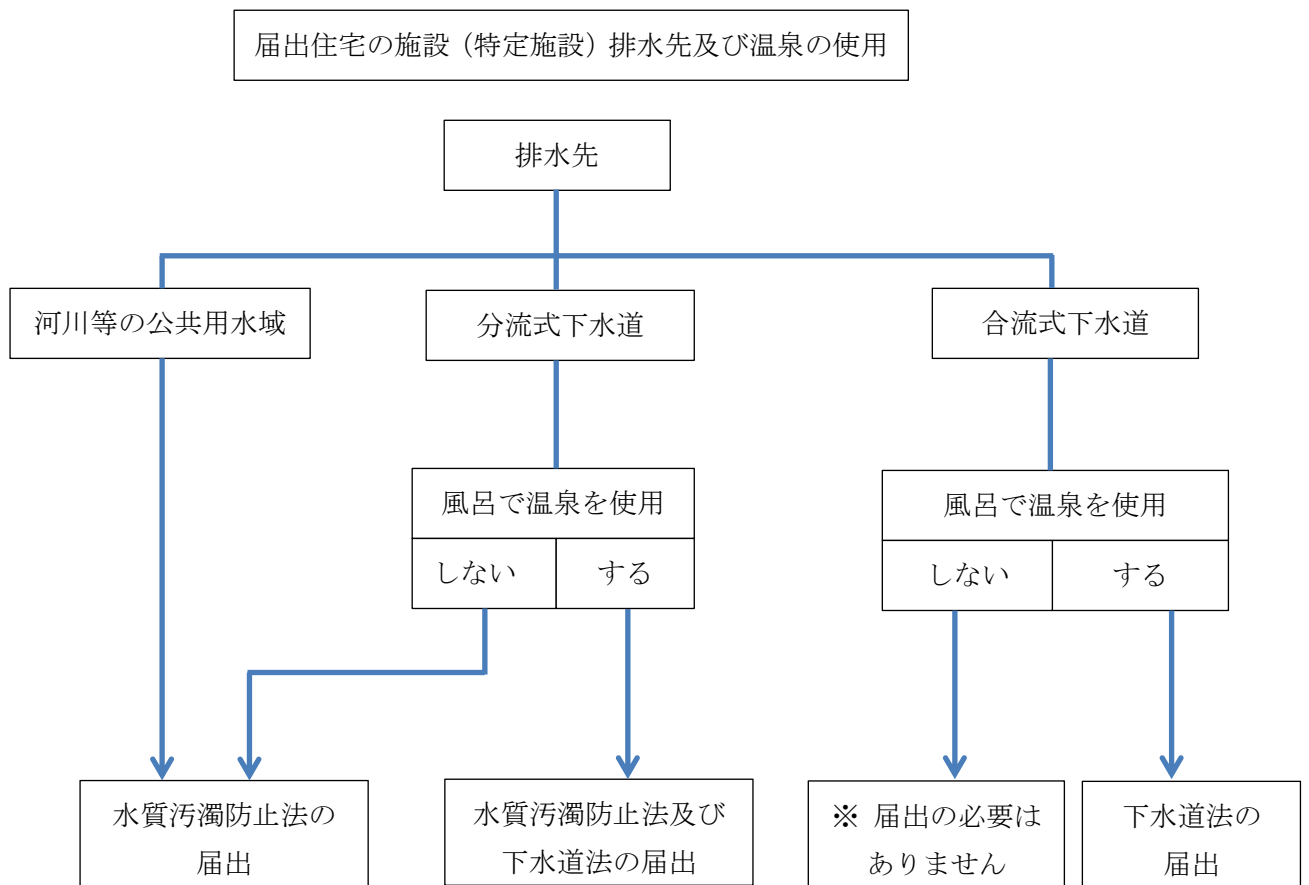 届出住宅の施設（特定施設）排水先及び温泉の使用
排水先
河川等の公共用水域
分流式下水道
合流式下水道
風呂で温泉を使用
しない
する
風呂で温泉を使用
しない
する
水質汚濁防止法の
届出
水質汚濁防止法及び
下水道法の届出
※ 届出の必要は
ありません
下水道法の
届出